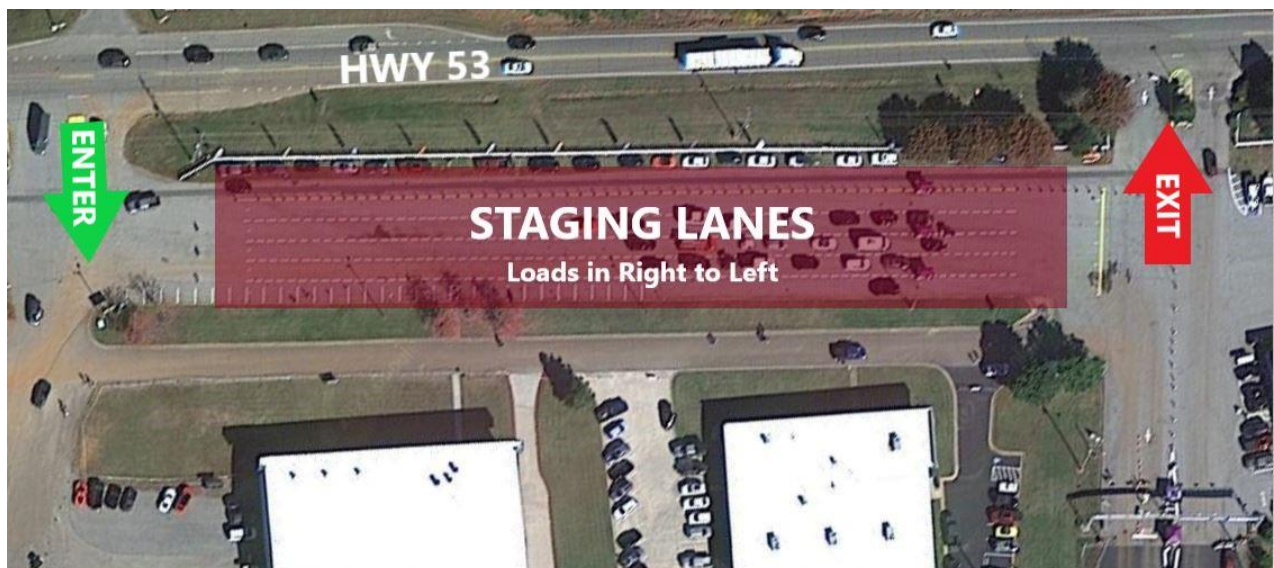 HWY 53
ENTER
STAGING LANES
Loads in Right to Left
EXIT